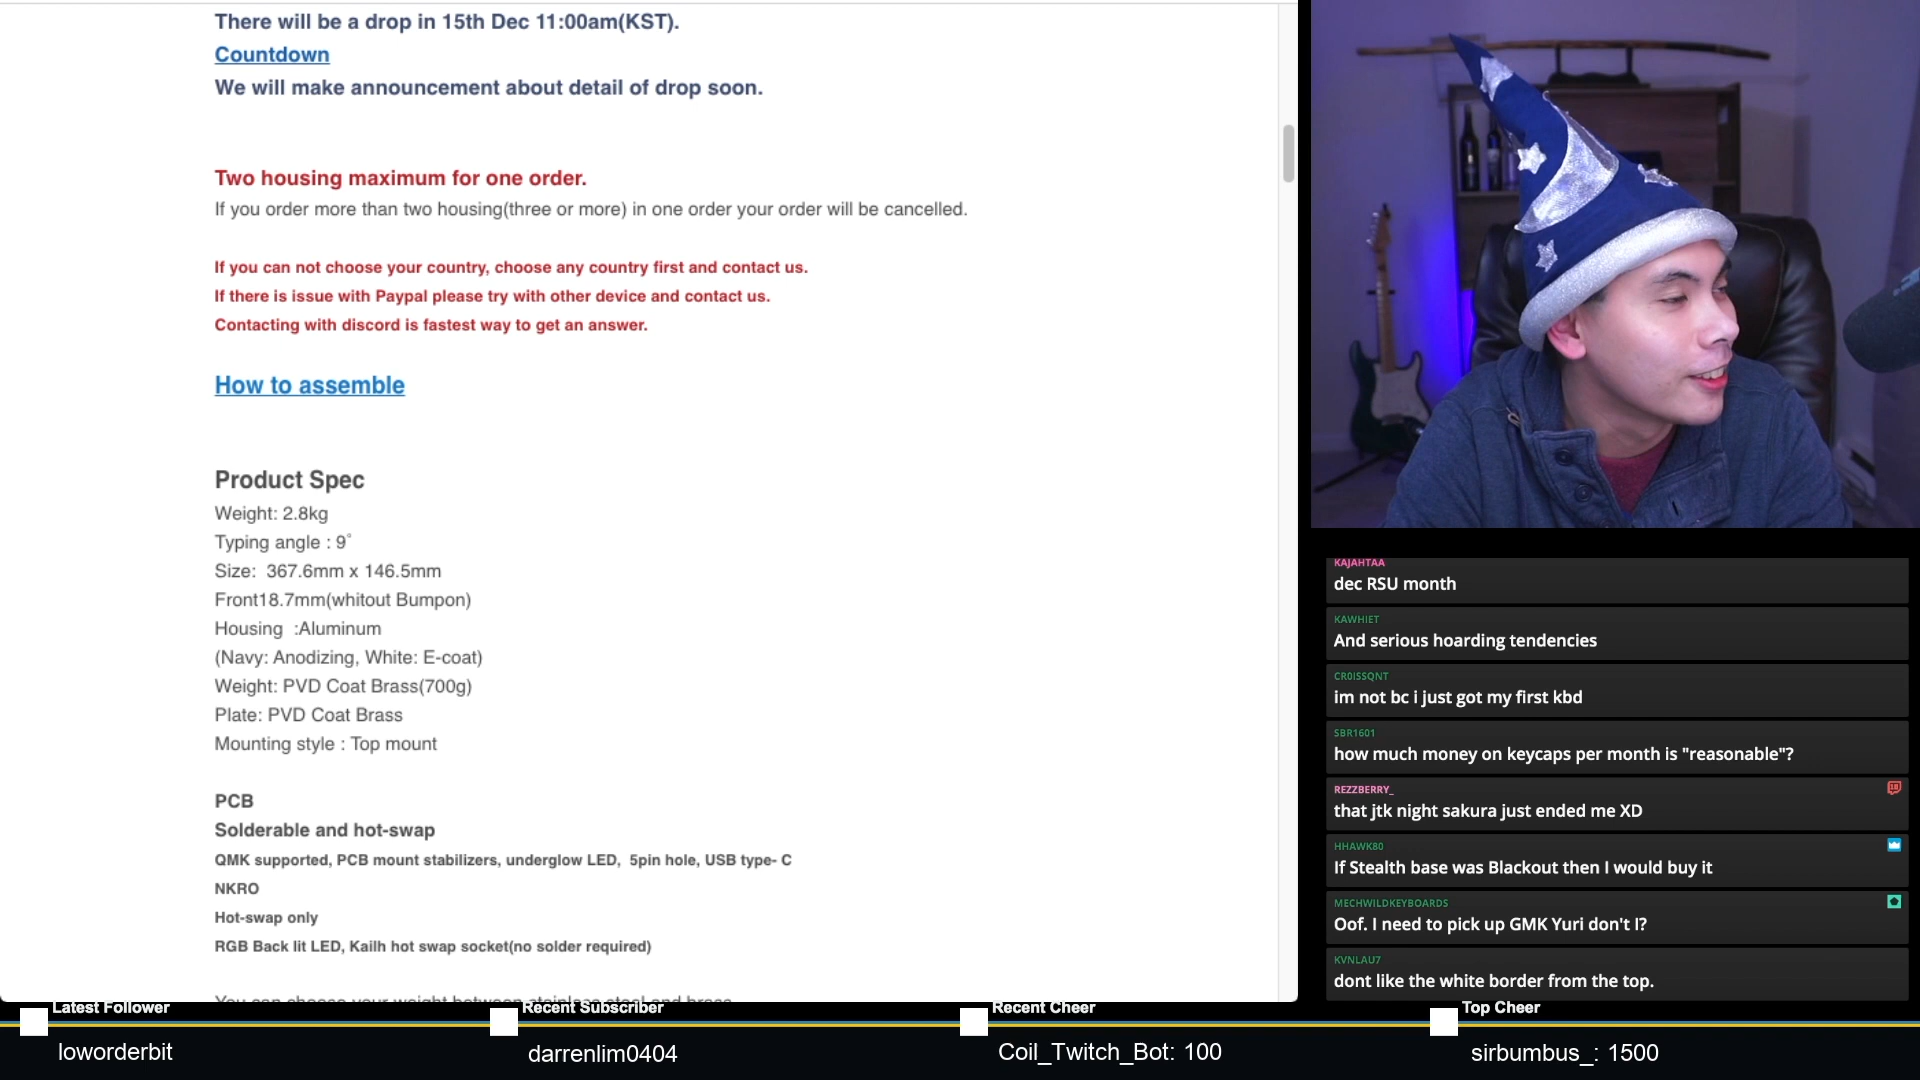 There will be a drop in 15th Dec 11:00am(KST).
Countdown
We will make announcement about detail of drop soon.
Two housing maximum for one order.
If you order more than two housing(three or more) in one order your order will be cancelled.
If you can not choose your country, choose any country first and contact us.
If there is issue with Paypal please try with other device and contact us.
Contacting with discord is fastest way to get an answer.
How to assemble
Product Spec
Weight: 2.8kg
Typing angle : 9°
Size:  367.6mm x 146.5mm
Front18.7mm(whitout Bumpon)
Housing  :Aluminum
(Navy: Anodizing, White: E-coat)
Weight: PVD Coat Brass(700g)
Plate: PVD Coat Brass
Mounting style : Top mount
PCB
Solderable and hot-swap
QMK supported, PCB mount stabilizers, underglow LED,  5pin hole, USB type- C
NKRO
Hot-swap only
RGB Back lit LED, Kailh hot swap socket(no solder required)
You can choose your weight between stainless steel and brass
KAJAHTAA
dec RSU month
KAWHIET
And serious hoarding tendencies
CR0ISSQNT
im not bc i just got my first kbd
SBR1601
how much money on keycaps per month is "reasonable"?
REZZBERRY_
that jtk night sakura just ended me XD
HHAWK80
If Stealth base was Blackout then I would buy it
MECHWILDKEYBOARDS
Oof. I need to pick up GMK Yuri don't I?
KVNLAU7
dont like the white border from the top.
Latest Follower
loworderbit
Recent Subscriber
darrenlim0404
Recent Cheer
Coil_Twitch_Bot: 100
Top Cheer
sirbumbus_: 1500